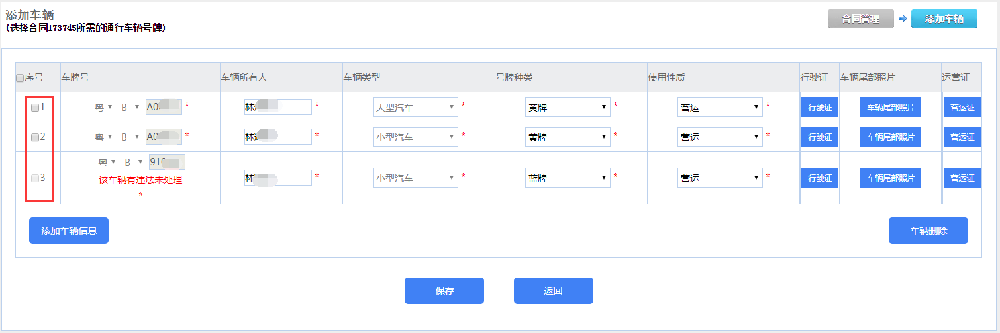 添加车辆
(选择合同173745所需的通行车辆号牌)
合同管理
添加车辆
序号 车牌号 车辆所有人 车辆类型 号牌种类 使用性质 行驶证 车辆尾部照片 运营证
1 粤 B A0 * 林 * 大型汽车 * 黄牌 * 营运 * 行驶证 车辆尾部照片 营运证
2 粤 B A0 * 林 * 小型汽车 * 黄牌 * 营运 * 行驶证 车辆尾部照片 营运证
粤 B 91
3 该车辆有违法未处理 * 林 * 小型汽车 * 蓝牌 * 营运 * 行驶证 车辆尾部照片 营运证
添加车辆信息 车辆删除
保存 返回